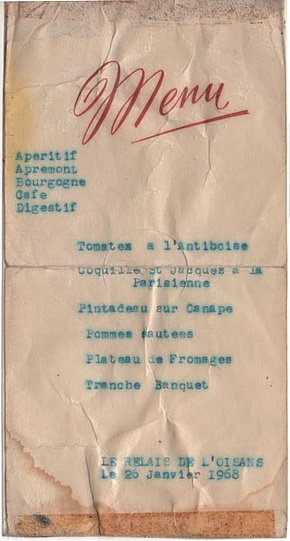 Menu
Aperitif
Apremont
Bourgogne
Cafe
Digestif
Tomates a l'Antiboise
Coquille St Jacques a la
Parisienne
Pintadeau sur Canape
Pommes sautees
Plateau de Fromages
Tranche Banquet
LE RELAIS DE L'OISANS
Le 26 Janvier 1968